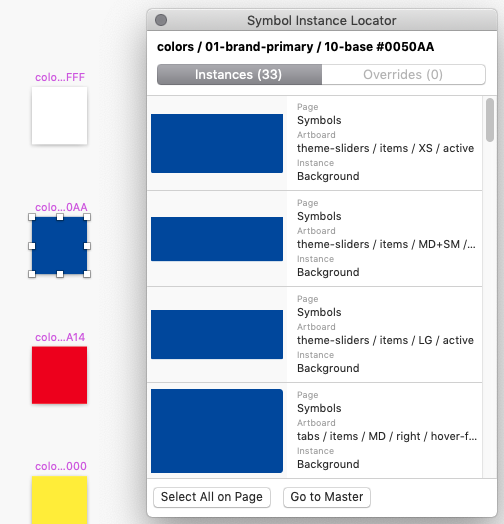 Symbol Instance Locator
colors / 01-brand-primary / 10-base #0050AA
Instances (33)
Overrides (0)
colo...FFF
colo...0AA
colo...A14
colo...000
Page
Symbols
Artboard
theme-sliders / items / XS / active
Instance
Background
Page
Symbols
Artboard
theme-sliders / items / MD+SM /...
Instance
Background
Page
Symbols
Artboard
theme-sliders / items / LG / active
Instance
Background
Page
Symbols
Artboard
tabs / items / MD / right / hover-f...
Instance
Background
Select All on Page
Go to Master